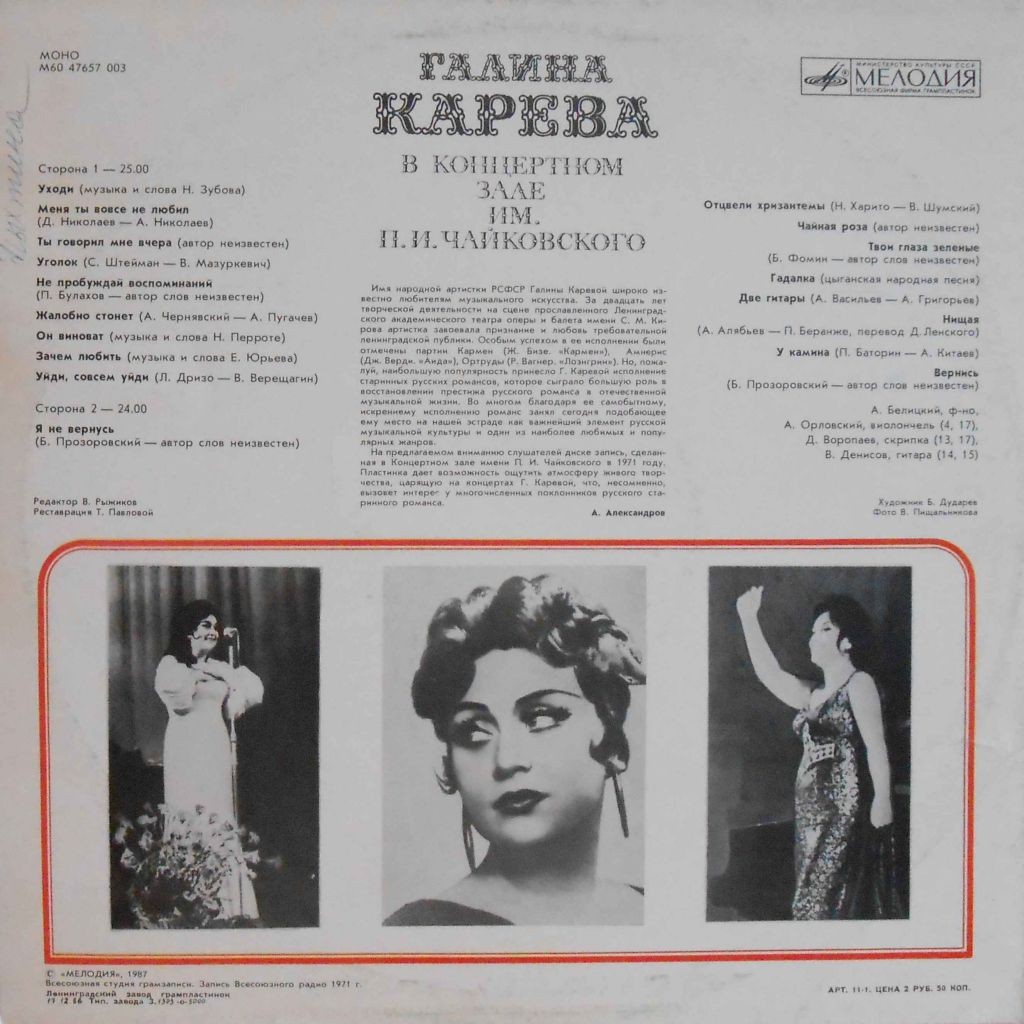 МОНО
М60 47657 003
ГАЛИНА
КАРЕВА
В КОНЦЕРТНОМ
ЗАЛЕ
ИМ.
П.И.ЧАЙКОВСКОГО
МИНИСТЕРСТВО КУЛЬТУРЫ СССР
МЕЛОДИЯ
ВСЕСОЮЗНАЯ ФИРМА ГРАМПЛАСТИНОК
Сторона 1 — 25.00
Уходи (музыка и слова Н. Зубова)
Меня ты вовсе не любил
(Д. Николаев — А. Николаев)
Ты говорил мне вчера (автор неизвестен)
Уголок (С. Штейман — В. Мазуркевич)
Не пробуждай воспоминаний
(П. Булахов — автор слов неизвестен)
Жалобно стонет (А. Чернявский — А. Пугачев)
Он виноват (музыка и слова Н. Перроте)
Зачем любить (музыка и слова Е. Юрьева)
Уйди, совсем уйди (Л. Дризо — В. Верещагин)
Сторона 2 — 24.00
Я не вернусь
(Б. Прозоровский — автор слов неизвестен)
Редактор В. Рыжиков
Реставрация Т. Павловой
Имя народной артистки РСФСР Галины Каревой широко из-
вестно любителям музыкального искусства. За двадцать лет
творческой деятельности на сцене прославленного Ленинград-
ского академического театра оперы и балета имени С. М. Ки-
рова артистка завоевала признание и любовь требовательной
ленинградской публики. Особым успехом в ее исполнении были
отмечены партии Кармен (Ж. Бизе. «Кармен»), Амнерис
(Дж. Верди. «Аида»), Ортруды (Р. Вагнер. «Лоэнгрин»). Но, пожа-
луй, наибольшую популярность принесло Г. Каревой исполнение
старинных русских романсов, которое сыграло большую роль в
восстановлении престижа русского романса в отечественной
музыкальной жизни. Во многом благодаря ее самобытному,
искреннему исполнению романс занял сегодня подобающее
ему место на нашей эстраде как важнейший элемент русской
музыкальной культуры и один из наиболее любимых и попу-
лярных жанров.
На предлагаемом вниманию слушателей диске запись, сделан-
ная в Концертном зале имени П. И. Чайковского в 1971 году.
Пластинка дает возможность ощутить атмосферу живого твор-
чества, царящую на концертах Г. Каревой, что, несомненно,
вызовет интерес у многочисленных поклонников русского ста-
ринного романса.
А. Александров
Отцвели хризантемы (Н. Харито — В. Шумский)
Чайная роза (автор неизвестен)
Твои глаза зеленые
(Б. Фомин — автор слов неизвестен)
Гадалка (цыганская народная песня)
Две гитары (А. Васильев — А. Григорьев)
Нищая
(А. Алябьев — П. Беранже, перевод Д. Ленского)
У камина (П. Баторин — А. Китаев)
Вернись
(Б. Прозоровский — автор слов неизвестен)
А. Белицкий, ф-но,
А. Орловский, виолончель (4, 17),
Д. Воропаев, скрипка (13, 17),
В. Денисов, гитара (14, 15)
Художник Б. Дударев
Фото В. Пищальникова
С «МЕЛОДИЯ», 1987
Всесоюзная студия грамзаписи. Запись Всесоюзного радио 1971 г.
Ленинградский завод грампластинок
Тип. завода
АРТ. 11-1. ЦЕНА 2 РУБ. 50 КОП.